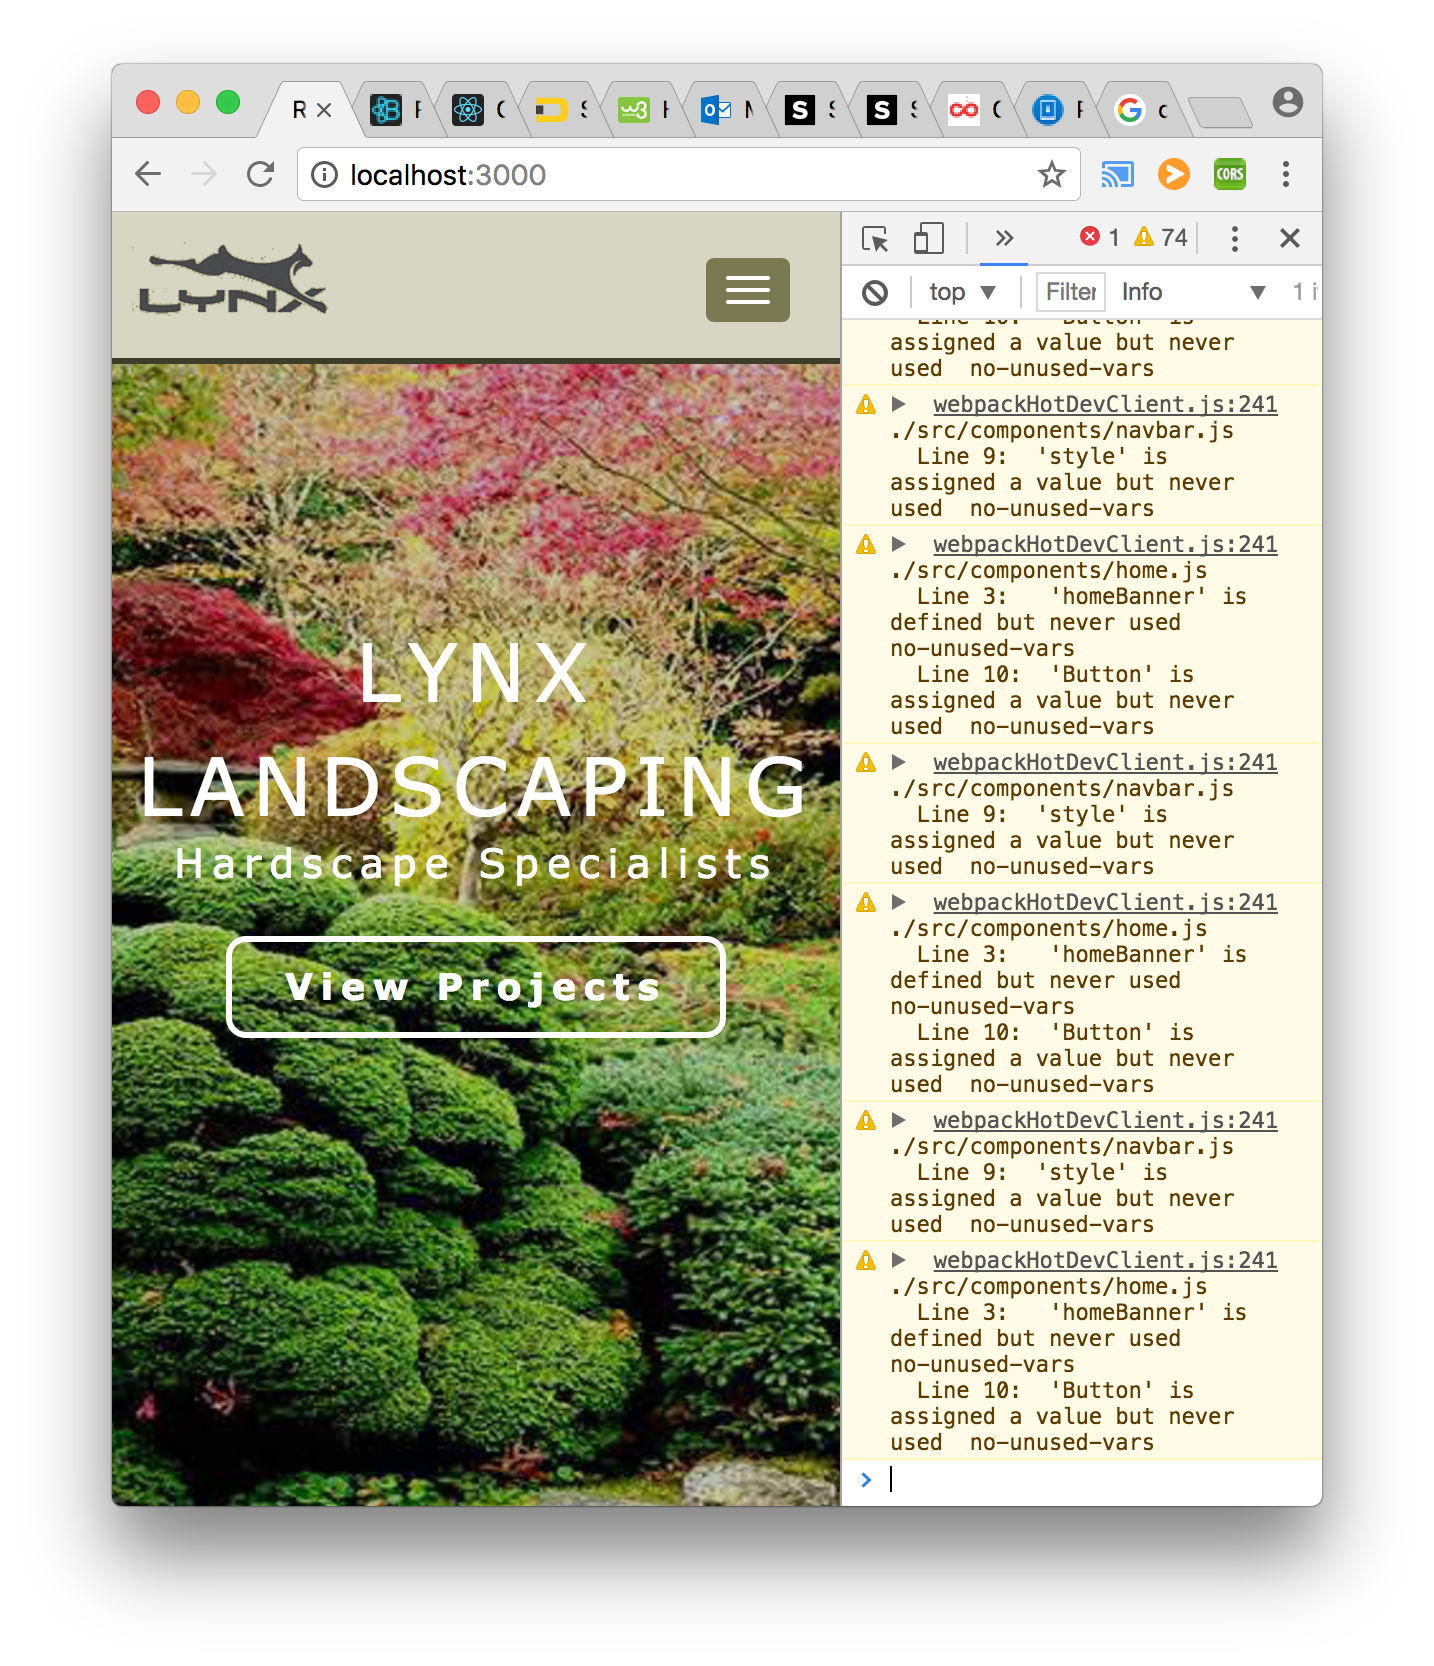 R
localhost:3000
CORS
LYNX
LYNX
LANDSCAPING
Hardscape Specialists
View Projects
1 74
top Filter Info 1
Line 10: 'Button' is
assigned a value but never
used no-unused-vars
webpackHotDevClient.js:241
./src/components/navbar.js
Line 9: 'style' is
assigned a value but never
used no-unused-vars
webpackHotDevClient.js:241
./src/components/home.js
Line 3: 'homeBanner' is
defined but never used
no-unused-vars
Line 10: 'Button' is
assigned a value but never
used no-unused-vars
webpackHotDevClient.js:241
./src/components/navbar.js
Line 9: 'style' is
assigned a value but never
used no-unused-vars
webpackHotDevClient.js:241
./src/components/home.js
Line 3: 'homeBanner' is
defined but never used
no-unused-vars
Line 10: 'Button' is
assigned a value but never
used no-unused-vars
webpackHotDevClient.js:241
./src/components/navbar.js
Line 9: 'style' is
assigned a value but never
used no-unused-vars
webpackHotDevClient.js:241
./src/components/home.js
Line 3: 'homeBanner' is
defined but never used
no-unused-vars
Line 10: 'Button' is
assigned a value but never
used no-unused-vars